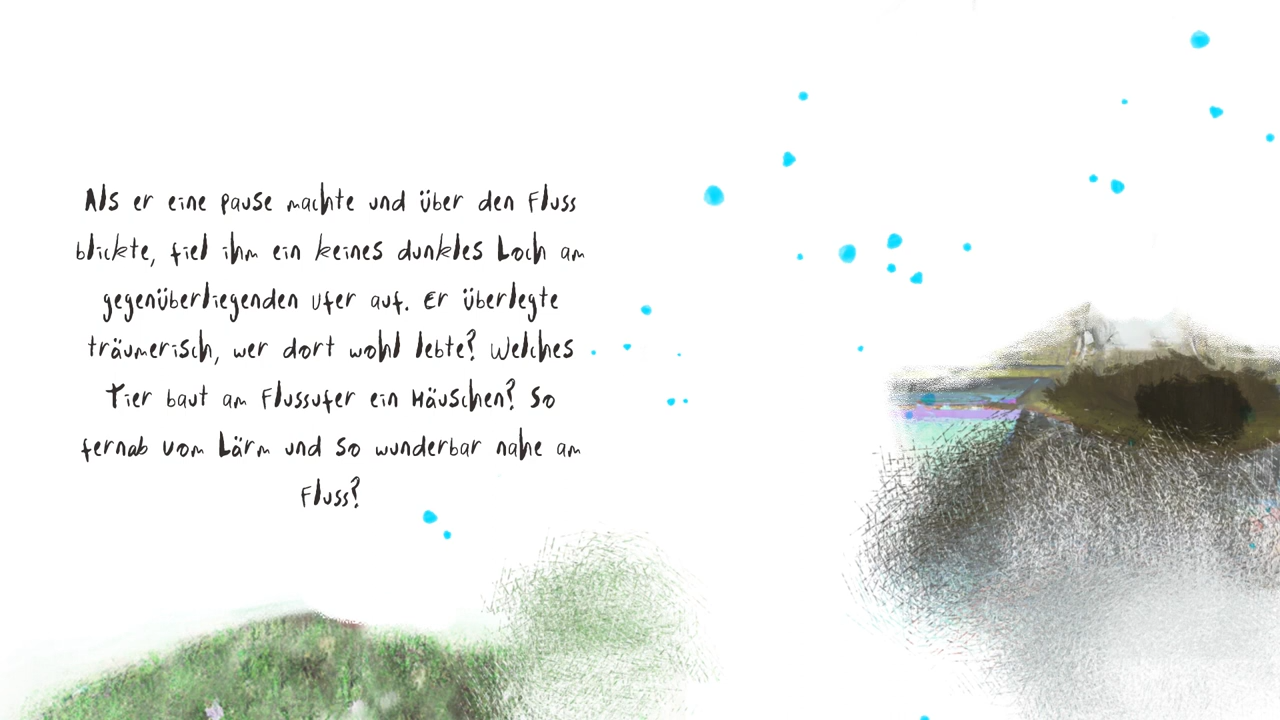 Als er eine Pause machte und über den Fluss
blickte, fiel ihm ein keines dunkles Loch am
gegenüberliegenden Ufer auf. Er überlegte
träumerisch, wer dort wohl lebte? Welches
Tier baut am Flussufer ein Häuschen? So
fernab vom Lärm und so wunderbar nahe am
Fluss?